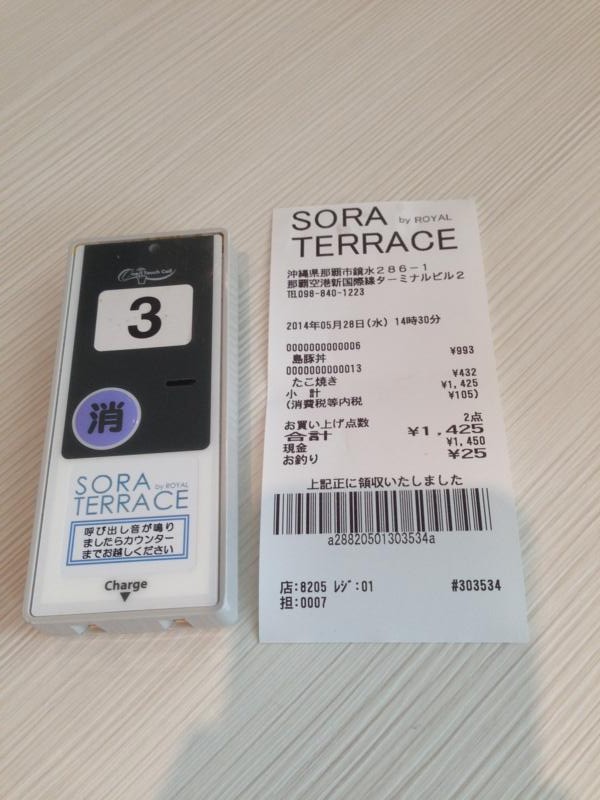 Touch Call
3
消
SORA by ROYAL
TERRACE
呼び出し音が鳴り
ましたらカウンター
までお越しください
Charge
SORA by ROYAL
TERRACE
沖縄県那覇市鏡水286-1
那覇空港新国際線ターミナルビル2
TEL098-840-1223
2014年05月28日(水) 14時30分
0000000000006
島豚丼 ¥993
0000000000013
たこ焼き ¥432
小 計 ¥1,425
(消費税等内税 ¥105)
お買い上げ点数 2点
合計 ¥1,425
現金 ¥1,450
お釣り ¥25
上記正に領収いたしました
a28820501303534a
店:8205 レジ:01 #303534
担:0007